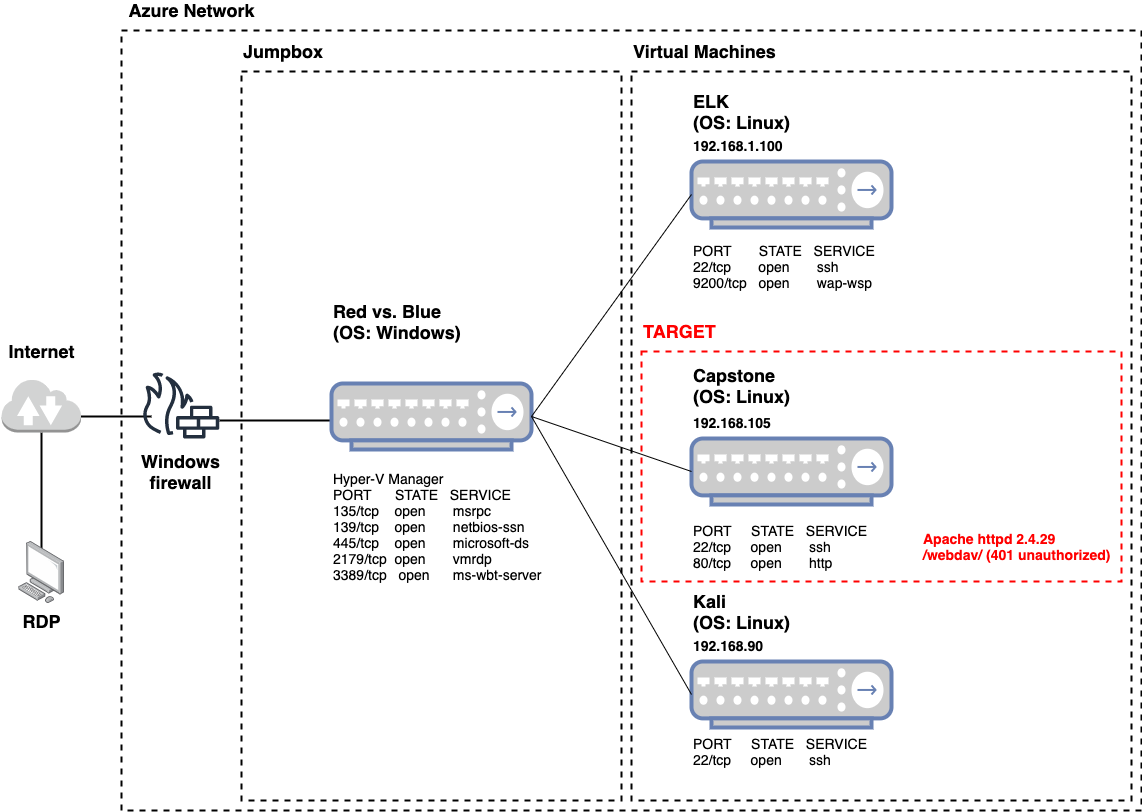 Azure Network
Jumpbox
Virtual Machines
ELK
(OS: Linux)
192.168.1.100
PORT STATE SERVICE
22/tcp open ssh
9200/tcp open wap-wsp
Red vs. Blue
(OS: Windows)
TARGET
Internet
Capstone
(OS: Linux)
192.168.105
Windows
firewall
Hyper-V Manager
PORT STATE SERVICE
135/tcp open msrpc
139/tcp open netbios-ssn
445/tcp open microsoft-ds
2179/tcp open vmrdp
3389/tcp open ms-wbt-server
PORT STATE SERVICE
22/tcp open ssh
80/tcp open http
Apache httpd 2.4.29
/webdav/ (401 unauthorized)
RDP
Kali
(OS: Linux)
192.168.90
PORT STATE SERVICE
22/tcp open ssh